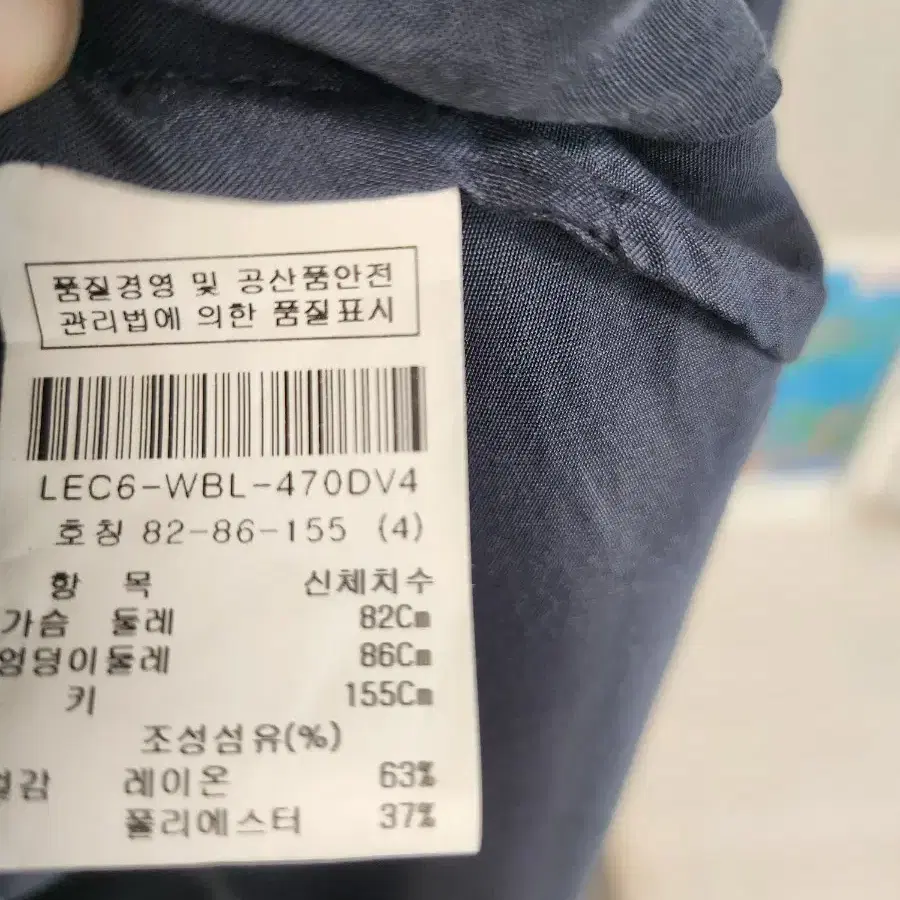 품질경영 및 공산품안전
관리법에 의한 품질표시
LEC6-WBL-470DV4
호칭 82-86-155 (4)
항 목 신체치수
가슴 둘레 82Cm
엉덩이둘레 86Cm
키 155Cm
조성섬유(%)
레이온 63%
폴리에스터 37%